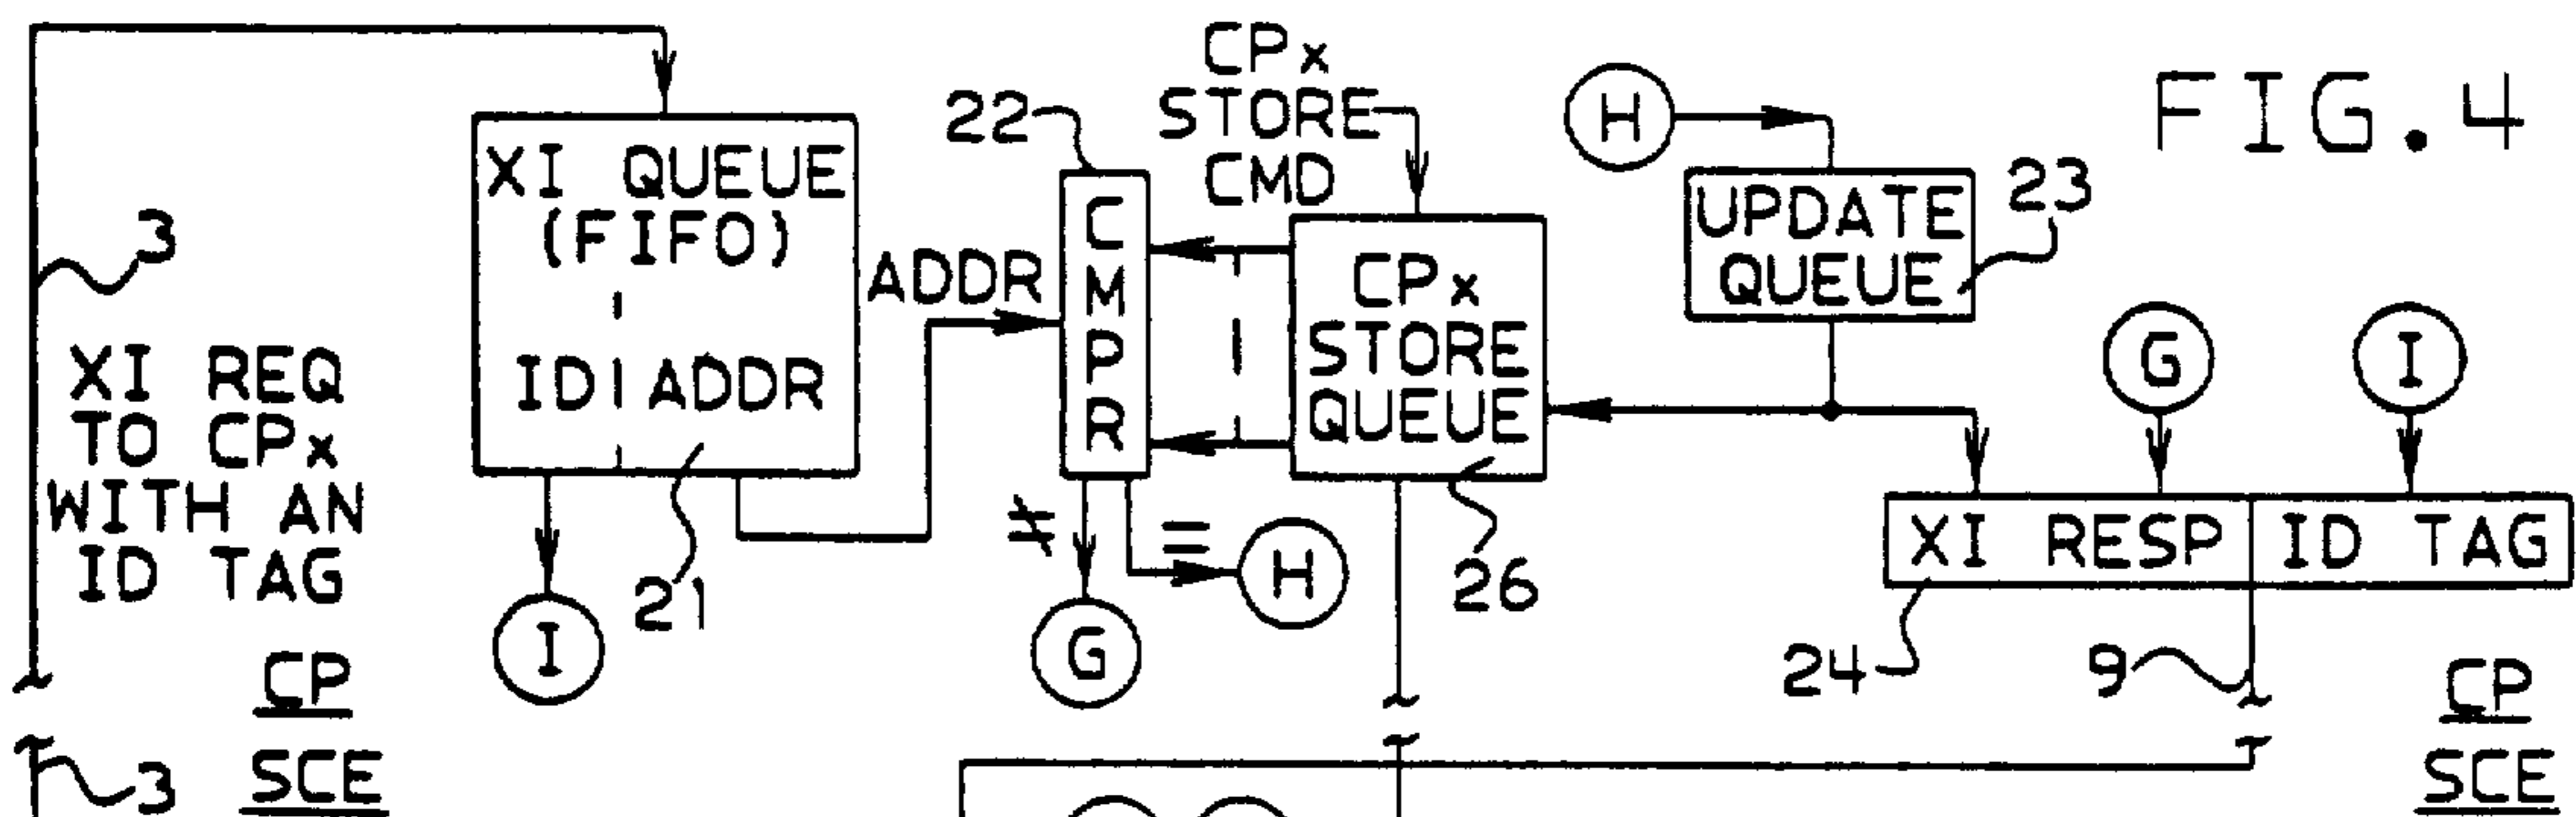 FIG. 4
3
XI REQ
TO CPx
WITH AN
ID TAG
CP
SCE
3
XI QUEUE
(FIFO)
ID ADDR
21
I
ADDR
22
CMPR
≠
G
=
H
CPx
STORE
CMD
CPx
STORE
QUEUE
26
H
UPDATE
QUEUE
23
G
I
XI RESP ID TAG
24
9
CP
SCE